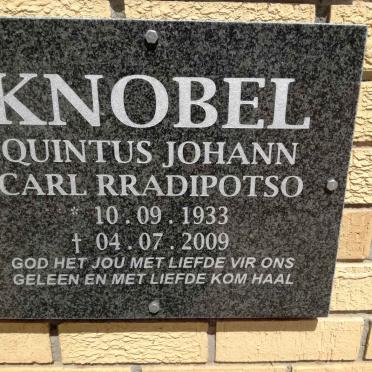 KNOBEL
QUINTUS JOHANN
CARL RRADIPOTSO
* 10.09.1933
† 04.07.2009
GOD HET JOU MET LIEFDE VIR ONS
GELEEN EN MET LIEFDE KOM HAAL